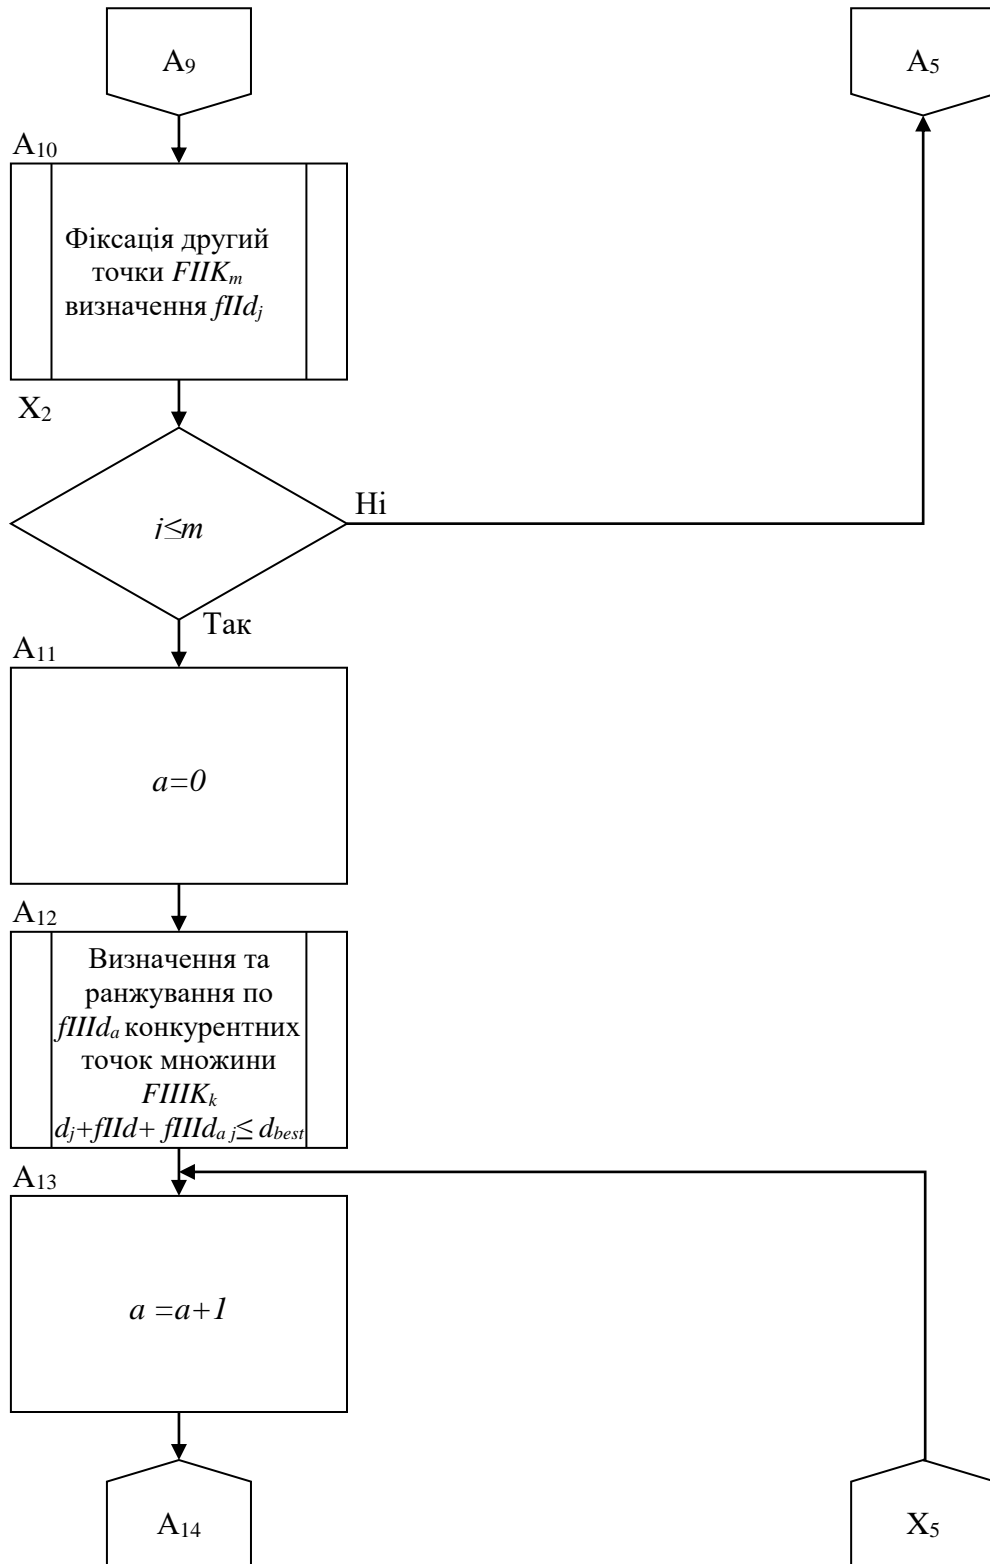 A9
A5
A10
Фіксація другий
точки FIIKm
визначення fIIdj
X2
j≤m
Ні
Так
A11
a=0
A12
Визначення та
ранжування по
fIIIda конкурентних
точок множини
FIIIKk
dj+fIId+ fIIIda j≤ dbest
A13
a =a+1
A14
X5